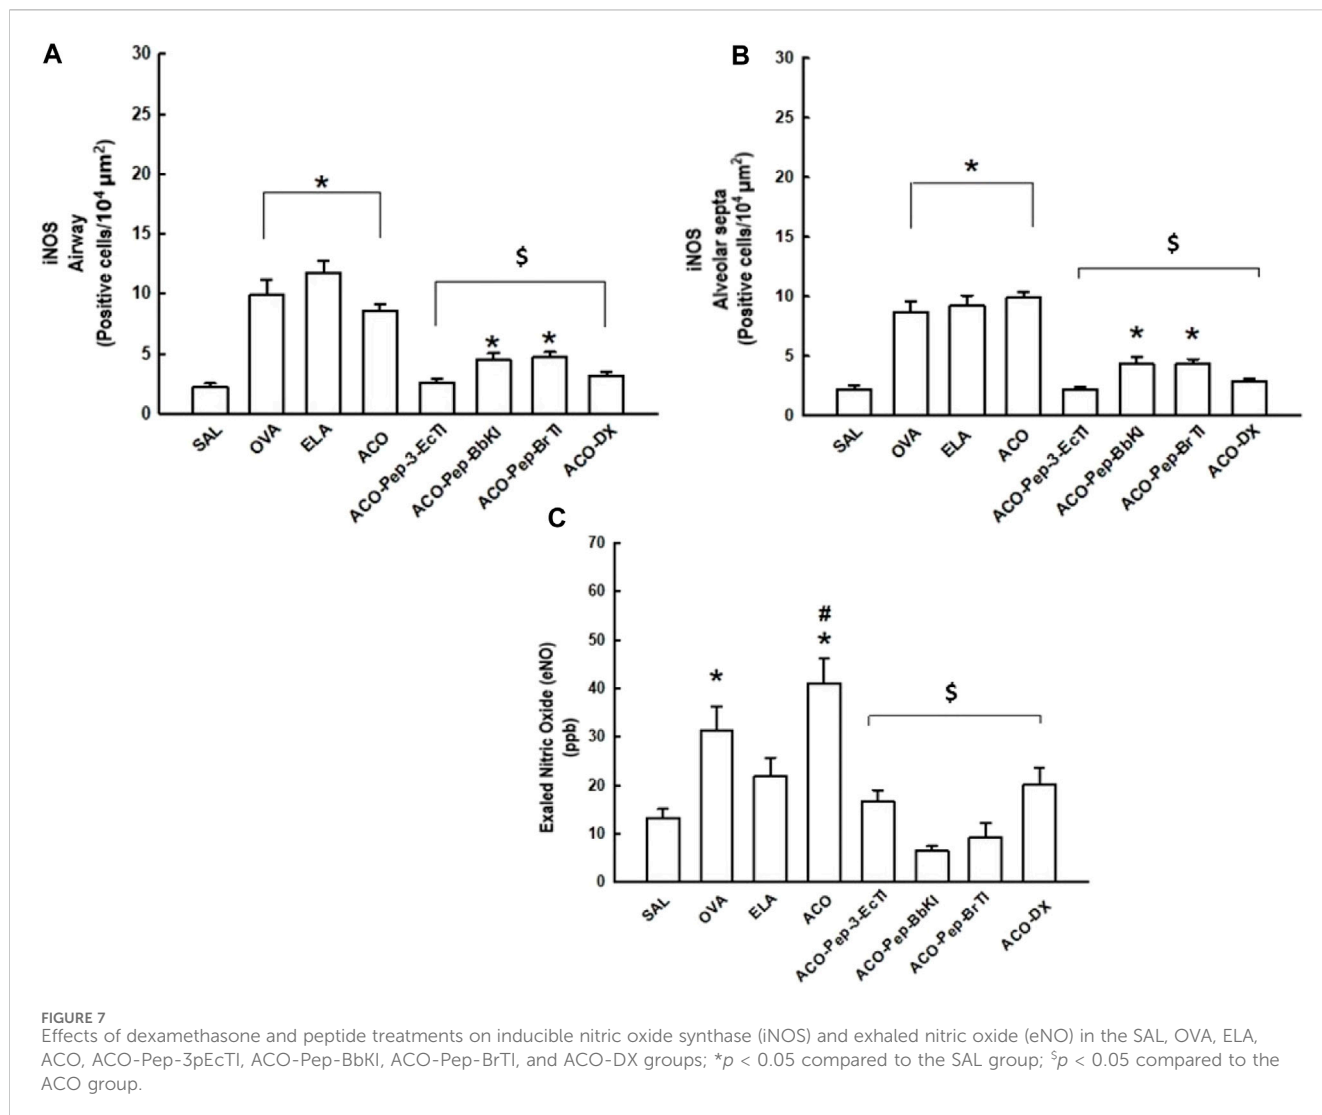 A
30
25
20
15
10
5
0
iNOS
Airway
(Positive cells/10⁴ µm²)
*
$
*
*
SAL
OVA
ELA
ACO
ACO-Pep-3-EcTI
ACO-Pep-BbKI
ACO-Pep-BrTI
ACO-DX
B
30
25
20
15
10
5
0
iNOS
Alveolar septa
(Positive cells/10⁴ µm²)
*
$
*
*
SAL
OVA
ELA
ACO
ACO-Pep-3-EcTI
ACO-Pep-BbKI
ACO-Pep-BrTI
ACO-DX
C
70
60
50
40
30
20
10
0
Exaled Nitric Oxide (eNO)
(ppb)
*
#
*
$
SAL
OVA
ELA
ACO
ACO-Pep-3-EcTI
ACO-Pep-BbKI
ACO-Pep-BrTI
ACO-DX
FIGURE 7
Effects of dexamethasone and peptide treatments on inducible nitric oxide synthase (iNOS) and exhaled nitric oxide (eNO) in the SAL, OVA, ELA,
ACO, ACO-Pep-3pEcTI, ACO-Pep-BbKI, ACO-Pep-BrTI, and ACO-DX groups; *p < 0.05 compared to the SAL group; $p < 0.05 compared to the
ACO group.